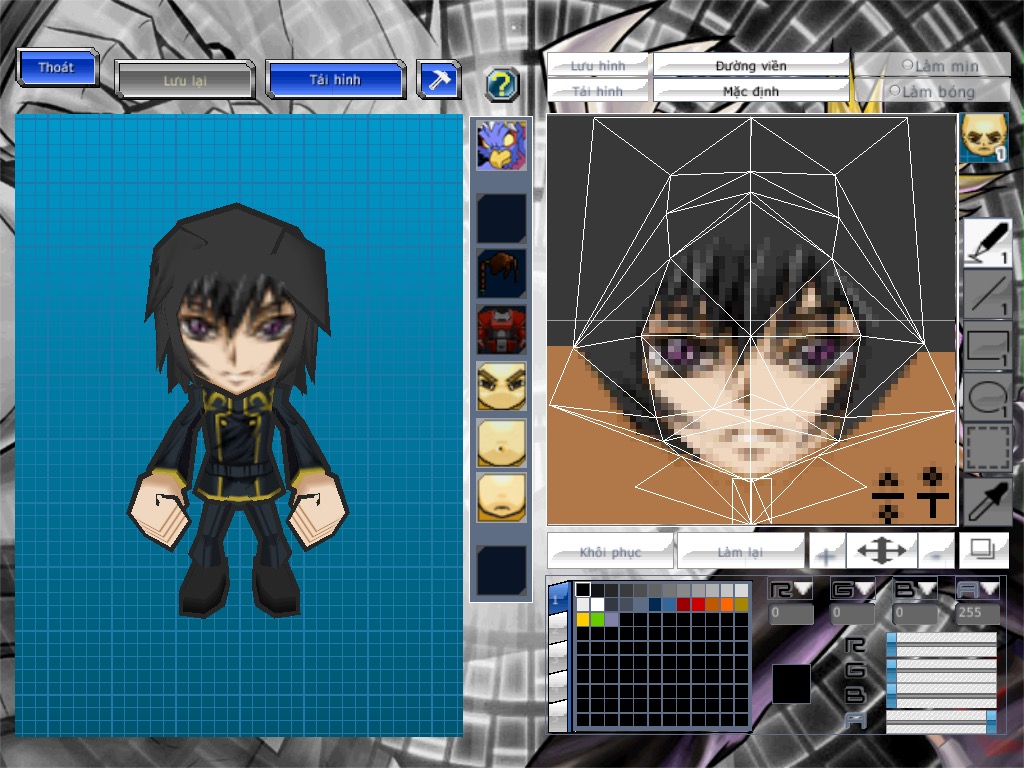 Thoát
Lưu lại
Tải hình
?
Lưu hình
Đường viền
Làm mịn
Tải hình
Mặc định
Làm bóng
1
1
1
1
1
Khôi phục
Làm lại
+
-
1
R
G
B
A
0
0
0
255
R
G
B
A